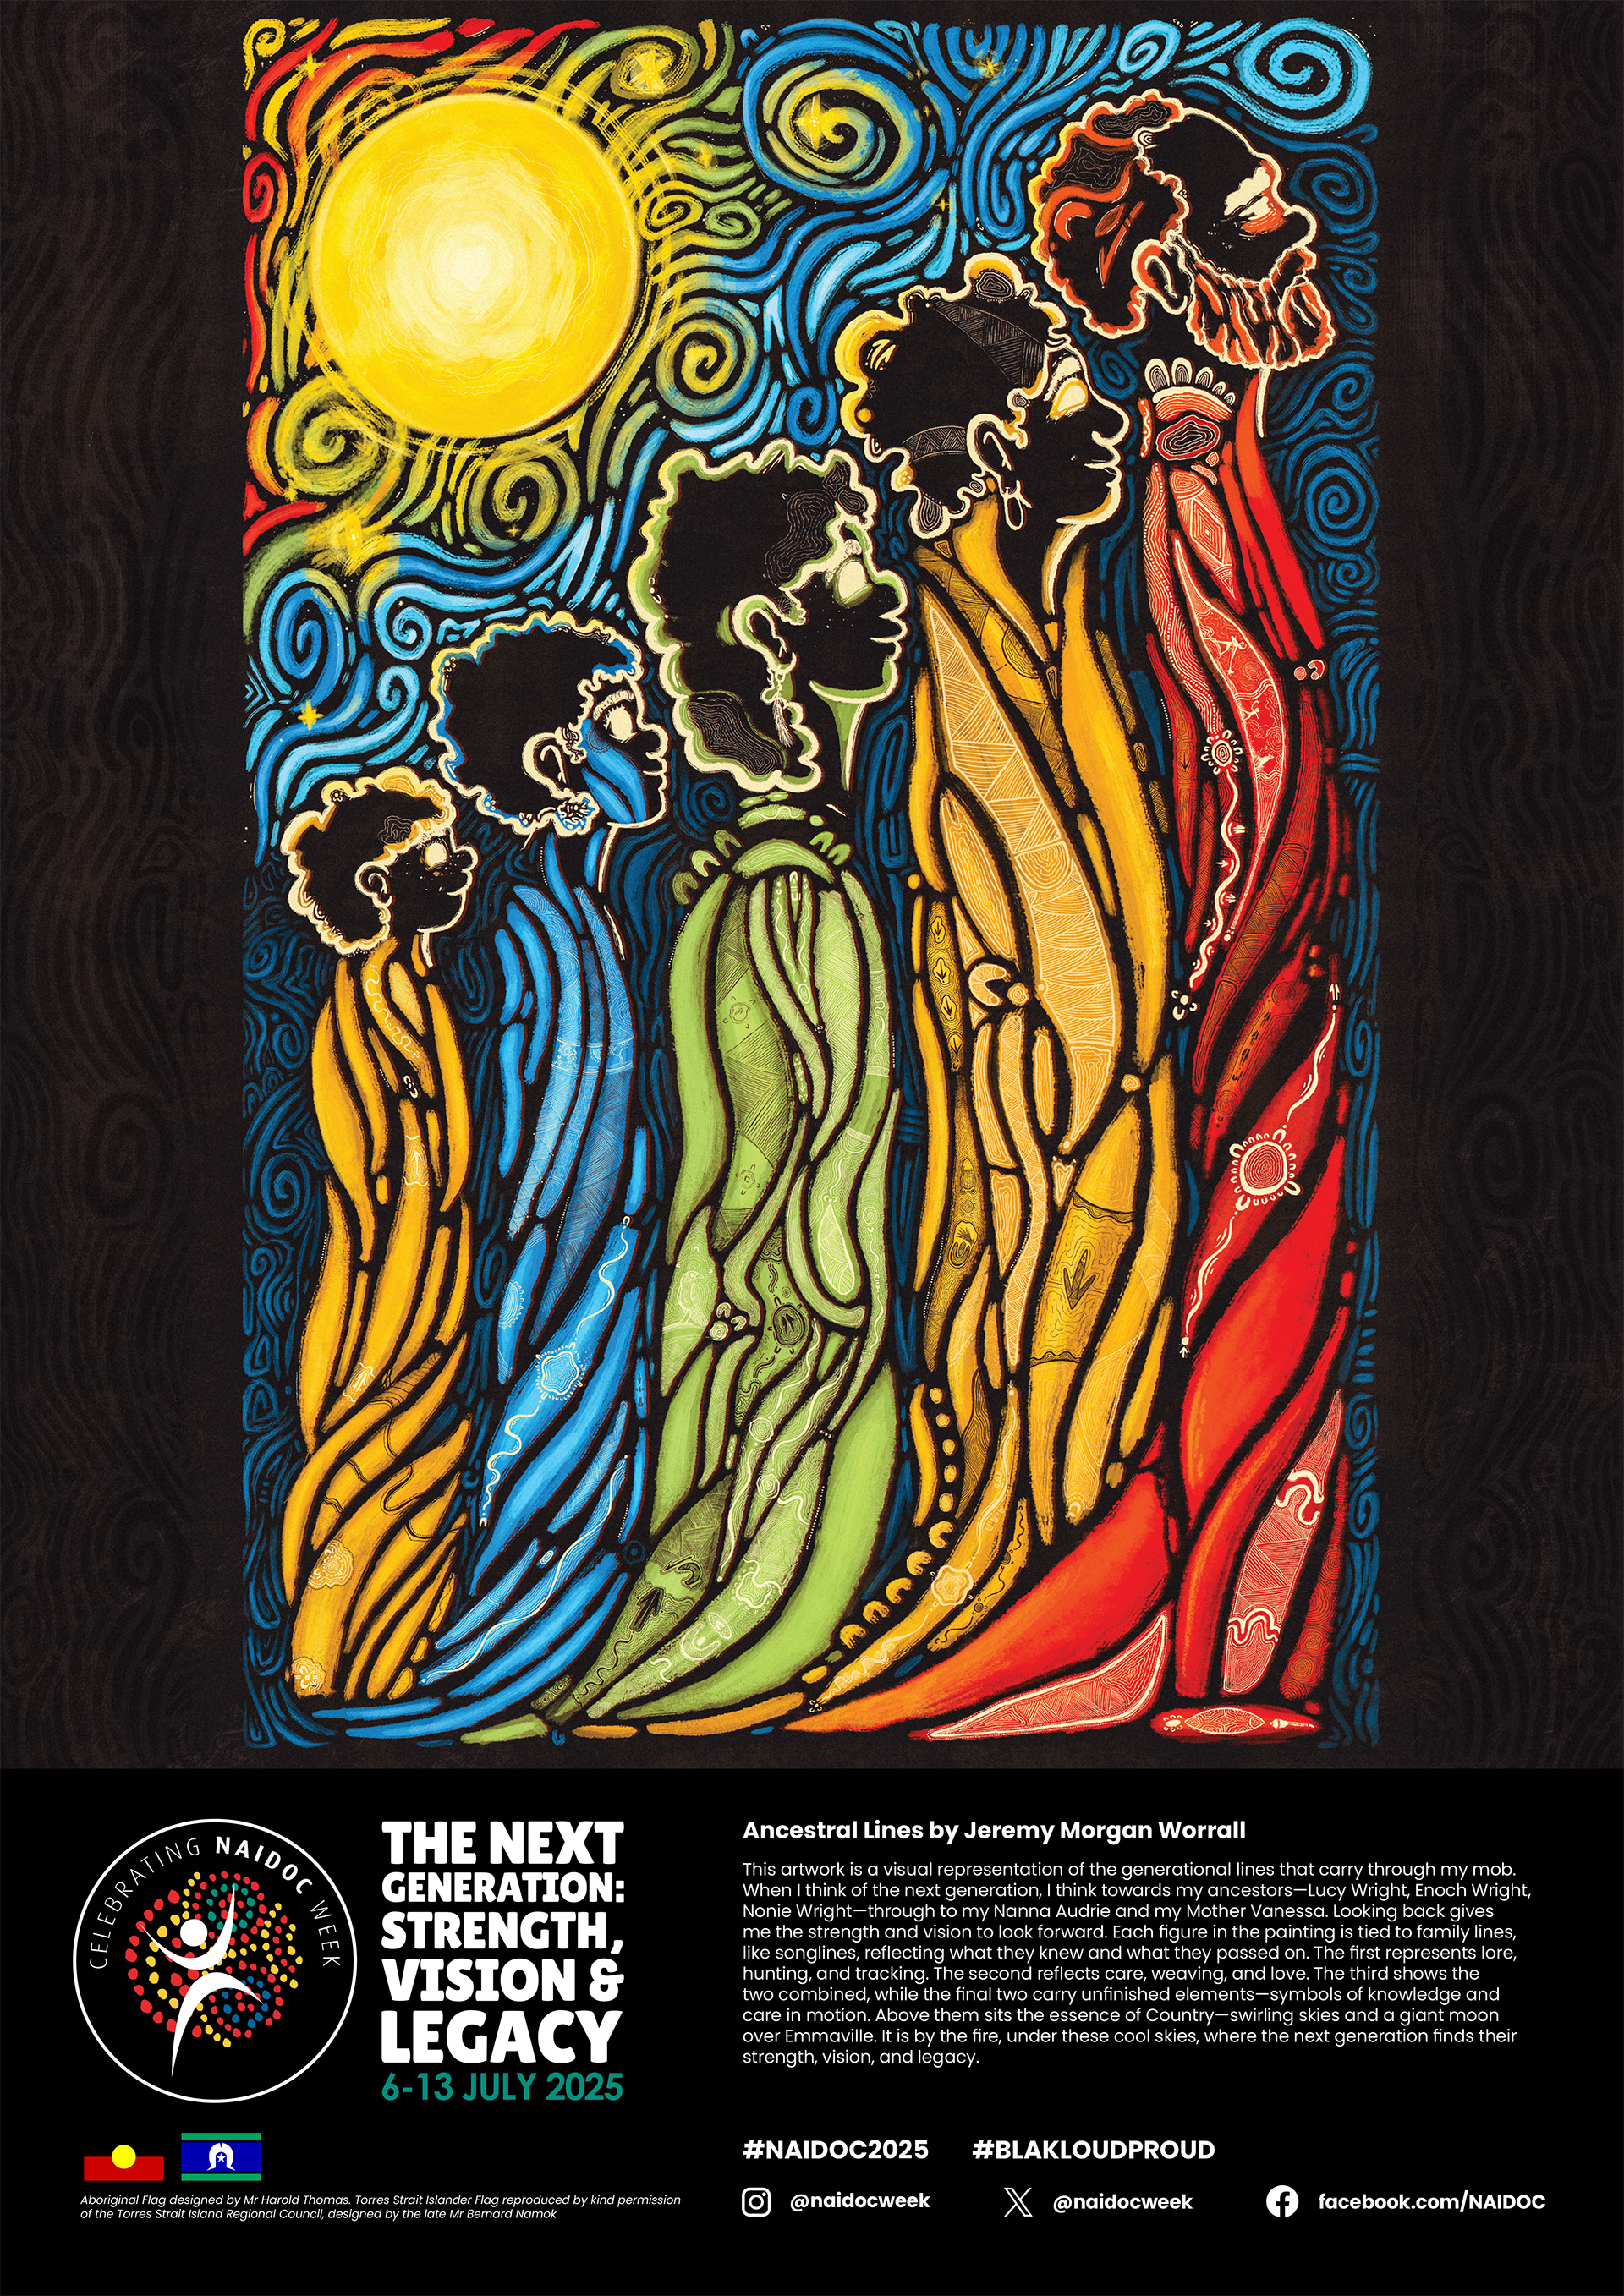 CELEBRATING NAIDOC WEEK
THE NEXT
GENERATION:
STRENGTH,
VISION &
LEGACY
6-13 JULY 2025
Aboriginal Flag designed by Mr Harold Thomas. Torres Strait Islander Flag reproduced by kind permission
of the Torres Strait Island Regional Council, designed by the late Mr Bernard Namok
Ancestral Lines by Jeremy Morgan Worrall
This artwork is a visual representation of the generational lines that carry through my mob.
When I think of the next generation, I think towards my ancestors—Lucy Wright, Enoch Wright,
Nonie Wright—through to my Nanna Audrie and my Mother Vanessa. Looking back gives
me the strength and vision to look forward. Each figure in the painting is tied to family lines,
like songlines, reflecting what they knew and what they passed on. The first represents lore,
hunting, and tracking. The second reflects care, weaving, and love. The third shows the
two combined, while the final two carry unfinished elements—symbols of knowledge and
care in motion. Above them sits the essence of Country—swirling skies and a giant moon
over Emmaville. It is by the fire, under these cool skies, where the next generation finds their
strength, vision, and legacy.
#NAIDOC2025 #BLAKLOUDPROUD
@naidocweek @naidocweek facebook.com/NAIDOC